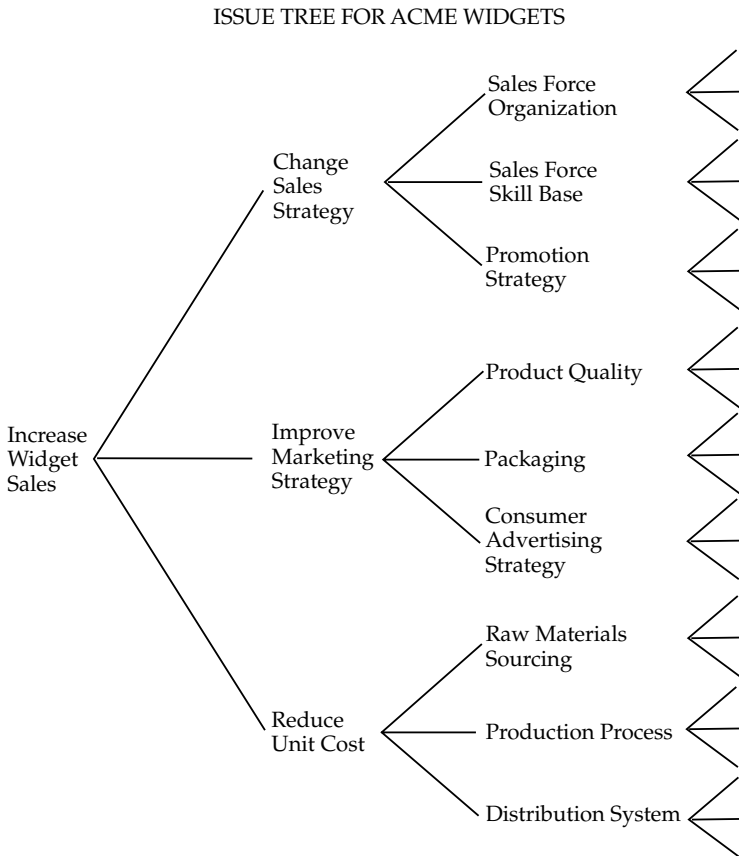 ISSUE TREE FOR ACME WIDGETS
Increase
Widget
Sales
Change
Sales
Strategy
Sales Force
Organization
Sales Force
Skill Base
Promotion
Strategy
Improve
Marketing
Strategy
Product Quality
Packaging
Consumer
Advertising
Strategy
Reduce
Unit Cost
Raw Materials
Sourcing
Production Process
Distribution System